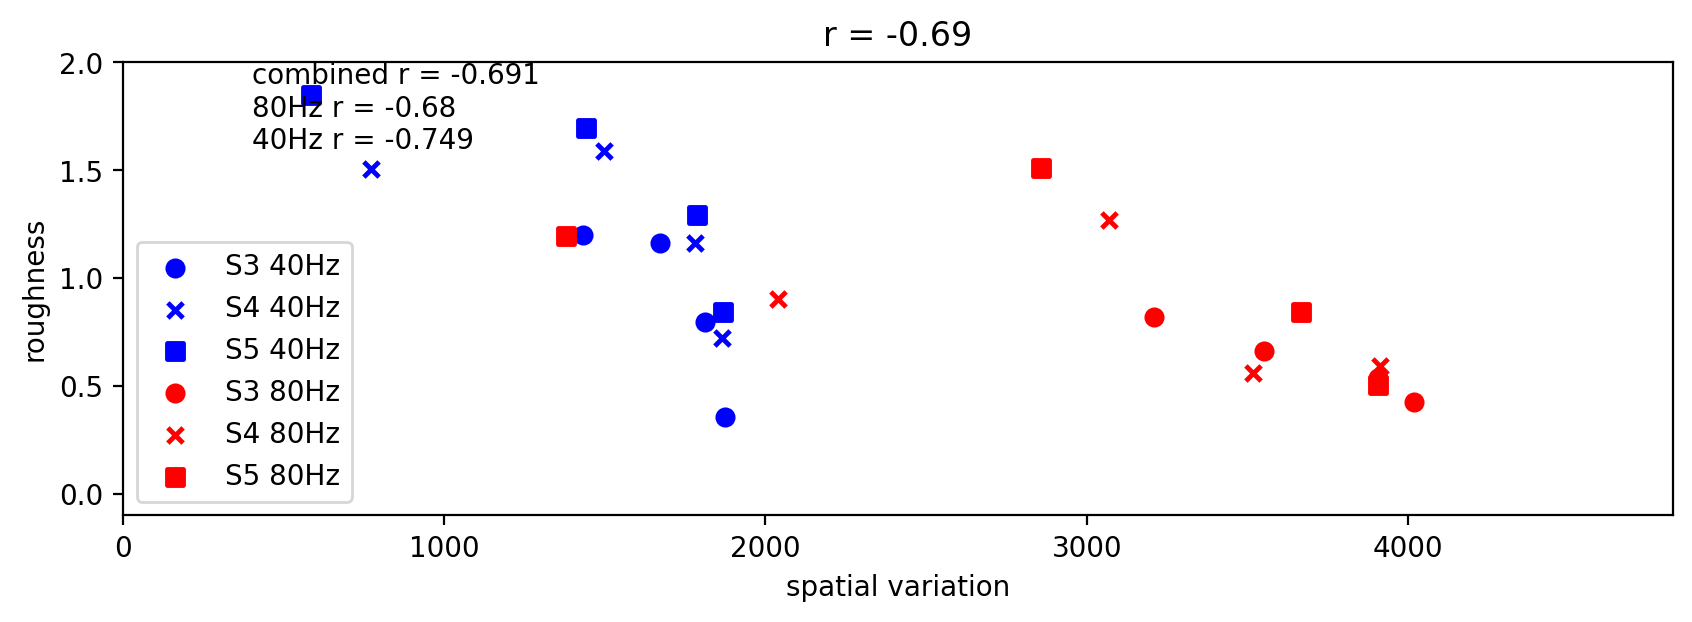 r = -0.69
combined r = -0.691
80Hz r = -0.68
40Hz r = -0.749
2.0
1.5
1.0
0.5
0.0
roughness
S3 40Hz
S4 40Hz
S5 40Hz
S3 80Hz
S4 80Hz
S5 80Hz
0 1000 2000 3000 4000
spatial variation